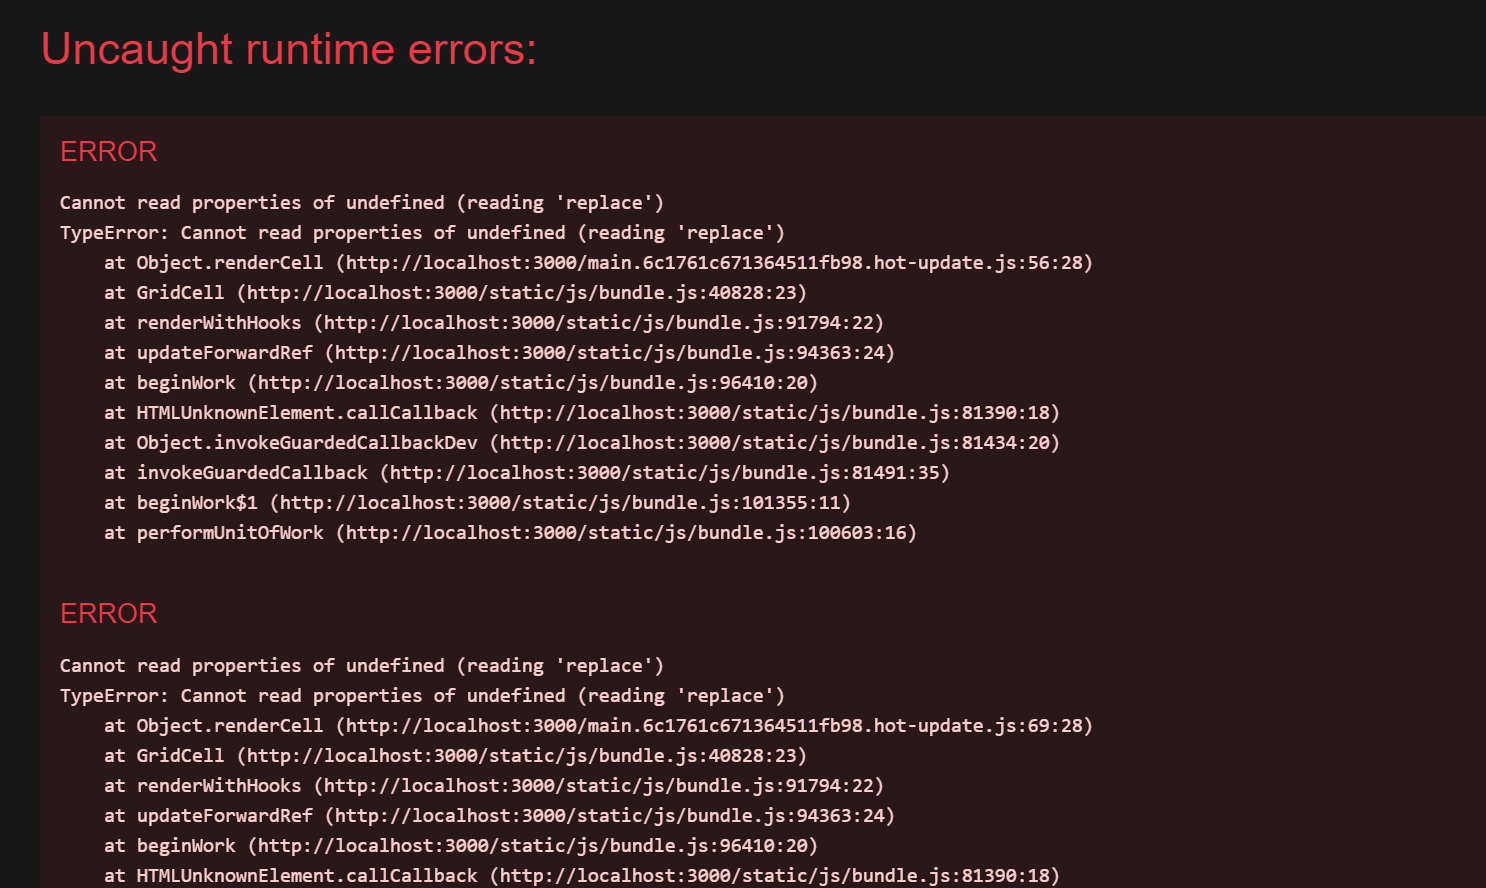 Uncaught runtime errors:
ERROR
Cannot read properties of undefined (reading 'replace')
TypeError: Cannot read properties of undefined (reading 'replace')
at Object.renderCell (http://localhost:3000/main.6c1761c671364511fb98.hot-update.js:56:28)
at GridCell (http://localhost:3000/static/js/bundle.js:40828:23)
at renderWithHooks (http://localhost:3000/static/js/bundle.js:91794:22)
at updateForwardRef (http://localhost:3000/static/js/bundle.js:94363:24)
at beginWork (http://localhost:3000/static/js/bundle.js:96410:20)
at HTMLUnknownElement.callCallback (http://localhost:3000/static/js/bundle.js:81390:18)
at Object.invokeGuardedCallbackDev (http://localhost:3000/static/js/bundle.js:81434:20)
at invokeGuardedCallback (http://localhost:3000/static/js/bundle.js:81491:35)
at beginWork$1 (http://localhost:3000/static/js/bundle.js:101355:11)
at performUnitOfWork (http://localhost:3000/static/js/bundle.js:100603:16)
ERROR
Cannot read properties of undefined (reading 'replace')
TypeError: Cannot read properties of undefined (reading 'replace')
at Object.renderCell (http://localhost:3000/main.6c1761c671364511fb98.hot-update.js:69:28)
at GridCell (http://localhost:3000/static/js/bundle.js:40828:23)
at renderWithHooks (http://localhost:3000/static/js/bundle.js:91794:22)
at updateForwardRef (http://localhost:3000/static/js/bundle.js:94363:24)
at beginWork (http://localhost:3000/static/js/bundle.js:96410:20)
at HTMLUnknownElement.callCallback (http://localhost:3000/static/js/bundle.js:81390:18)